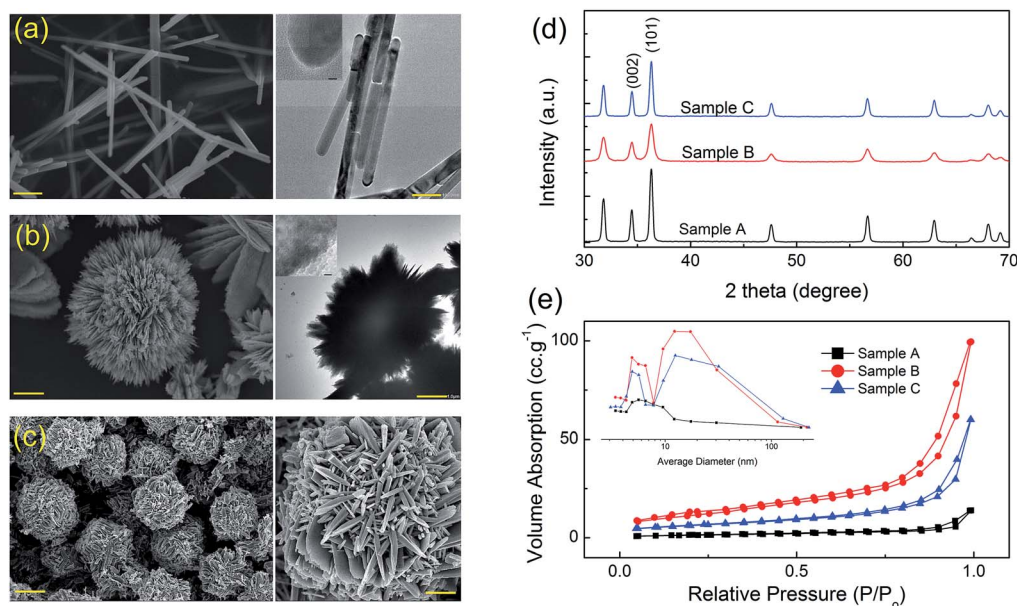 (a)
(b)
1.0μm
(c)
(d)
Intensity (a.u.)
(002)
(101)
Sample C
Sample B
Sample A
30 40 50 60 70
2 theta (degree)
(e)
Volume Absorption (cc.g⁻¹)
100
50
0
Sample A
Sample B
Sample C
10 100
Average Diameter (nm)
0.0 0.5 1.0
Relative Pressure (P/P₀)